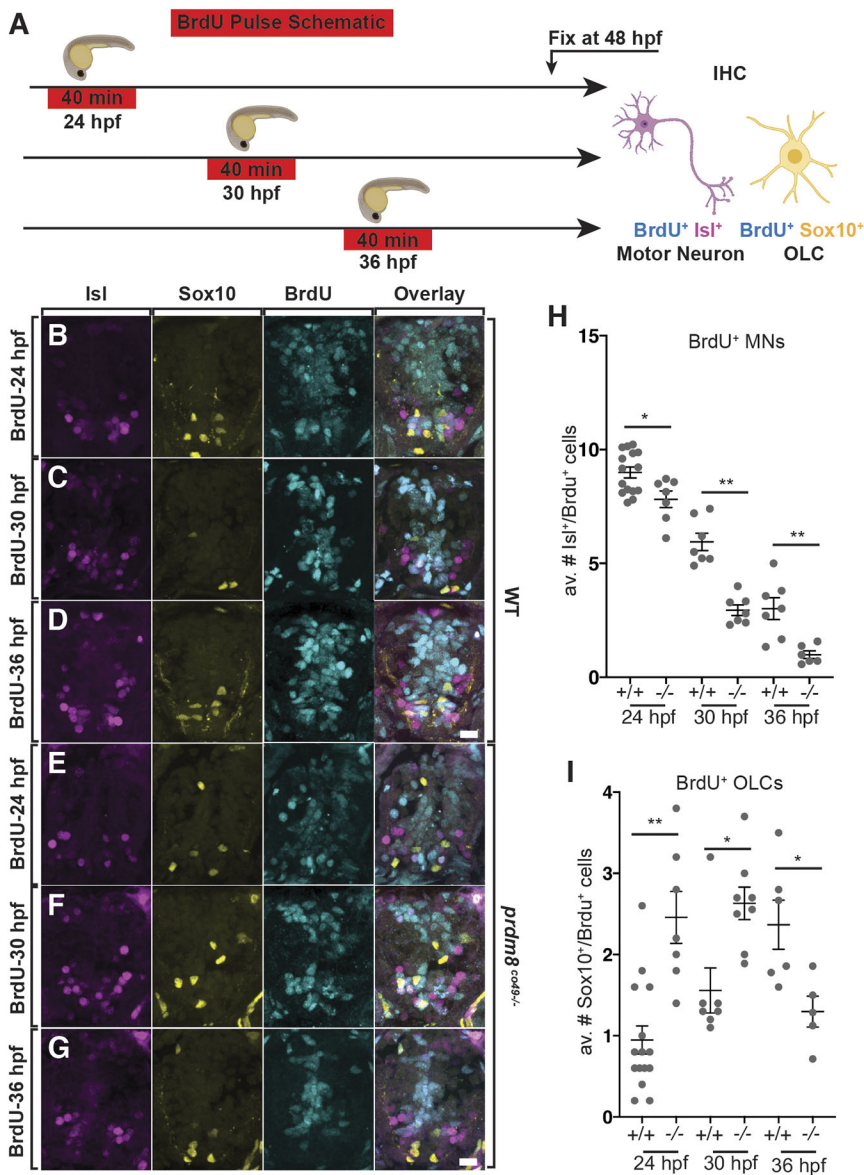 A
BrdU Pulse Schematic
Fix at 48 hpf
IHC
40 min
24 hpf
40 min
30 hpf
40 min
36 hpf
BrdU⁺ Isl⁺
Motor Neuron
BrdU⁺ Sox10⁺
OLC
Isl Sox10 BrdU Overlay
B
BrdU-24 hpf
C
BrdU-30 hpf
D
BrdU-36 hpf
WT
E
BrdU-24 hpf
F
BrdU-30 hpf
G
BrdU-36 hpf
prdm8 co49-/-
H
BrdU⁺ MNs
av. # Isl⁺/Brdu⁺ cells
15
10
5
0
* ** **
+/+ -/- +/+ -/- +/+ -/-
24 hpf 30 hpf 36 hpf
I
BrdU⁺ OLCs
av. # Sox10⁺/Brdu⁺ cells
4
3
2
1
0
** * *
+/+ -/- +/+ -/- +/+ -/-
24 hpf 30 hpf 36 hpf